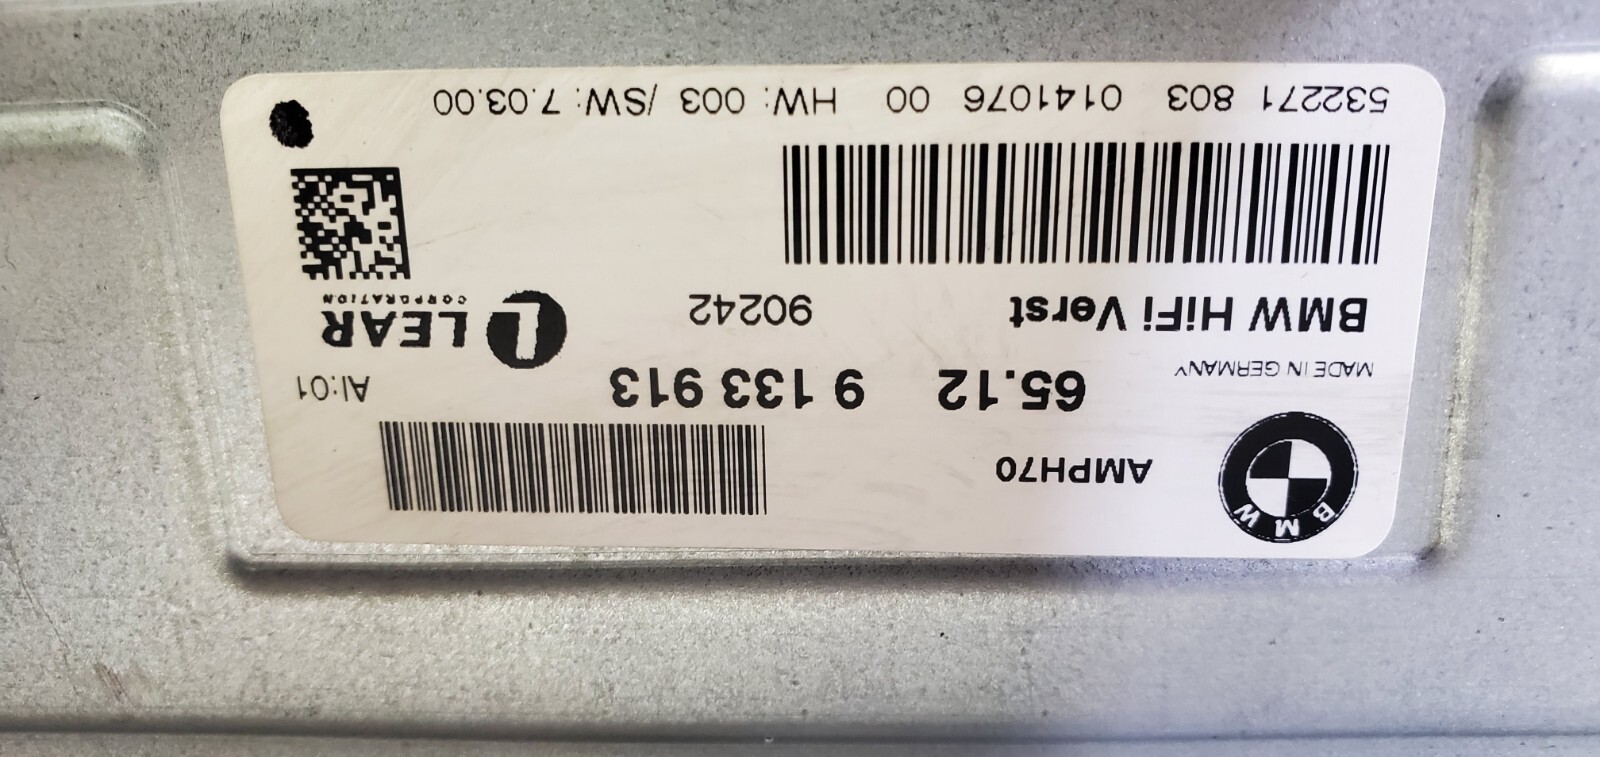 BMW
AMPH70
MADE IN GERMANY
65.12 9 133 913
AI:01
BMW HiFi Verst
90242
L LEAR
CORPORATION
532271 803 0141076 00 HW: 003 /SW: 7.03.00